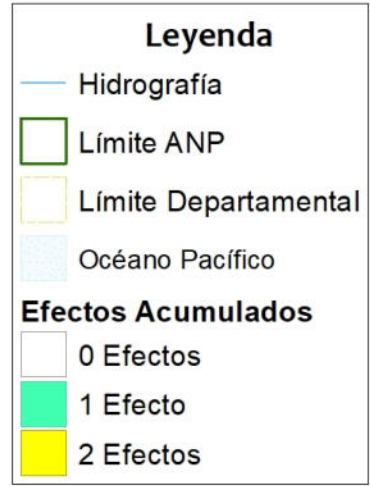 Leyenda
Hidrografía
Límite ANP
Límite Departamental
Océano Pacífico
Efectos Acumulados
0 Efectos
1 Efecto
2 Efectos